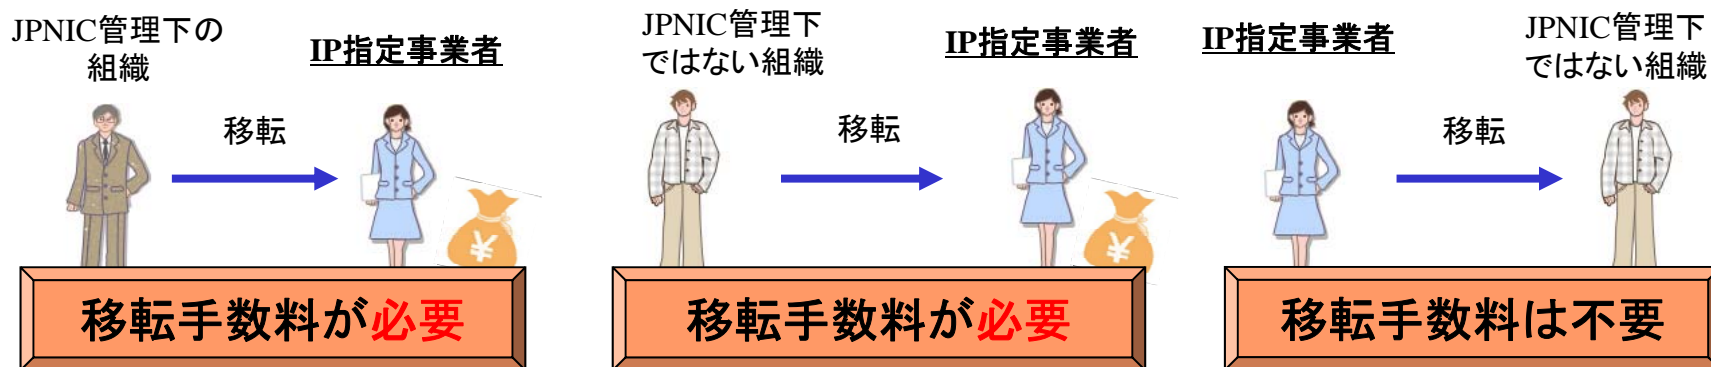 JPNIC管理下の
組織
IP指定事業者
移転
¥
移転手数料が必要
JPNIC管理下
ではない組織
IP指定事業者
移転
¥
移転手数料が必要
IP指定事業者
JPNIC管理下
ではない組織
移転
移転手数料は不要